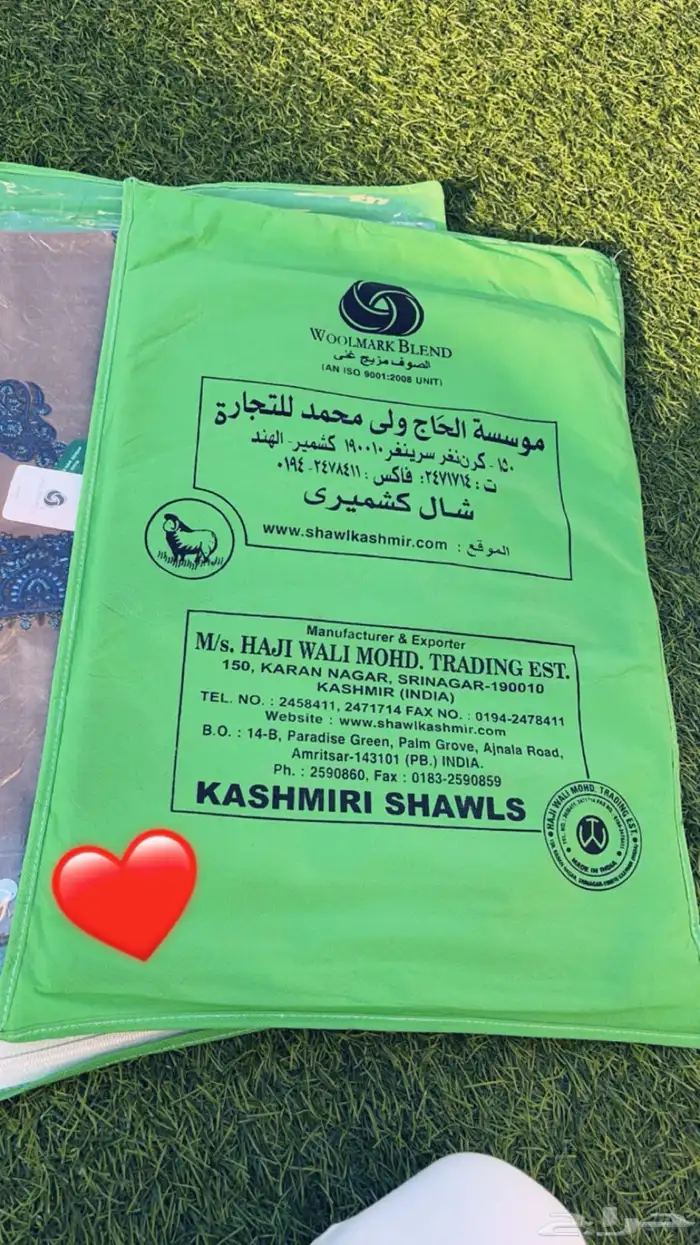 WOOLMARK BLEND
الصوف مزيج غنى
(AN ISO 9001:2008 UNIT)
موسسة الحَاج ولى محمد للتجارة
١٥٠ - كرن نغر سرينغر ١٩٠٠١٠ كشمير - الهند
ت : ٢٤٧١٧١٤: فاكس : ٢٤٧٨٤١١ - ٠١٩٤
شال كشميرى
الموقع : www.shawlkashmir.com
Manufacturer & Exporter
M/s. HAJI WALI MOHD. TRADING EST.
150, KARAN NAGAR, SRINAGAR-190010
KASHMIR (INDIA)
TEL. NO. : 2458411, 2471714 FAX NO. : 0194-2478411
Website : www.shawlkashmir.com
B.O. : 14-B, Paradise Green, Palm Grove, Ajnala Road,
Amritsar-143101 (PB.) INDIA.
Ph. : 2590860, Fax : 0183-2590859
KASHMIRI SHAWLS
HAJI WALI MOHD. TRADING EST.
MADE IN INDIA
حراج